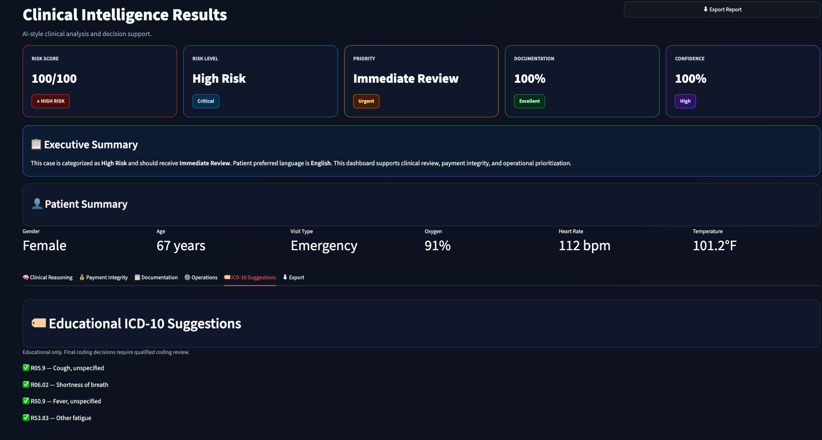 Clinical Intelligence Results
⬇ Export Report
AI-style clinical analysis and decision support.
RISK SCORE
100/100
+ HIGH RISK
RISK LEVEL
High Risk
Critical
PRIORITY
Immediate Review
Urgent
DOCUMENTATION
100%
Excellent
CONFIDENCE
100%
High
Executive Summary
This case is categorized as High Risk and should receive Immediate Review. Patient preferred language is English. This dashboard supports clinical review, payment integrity, and operational prioritization.
Patient Summary
Gender
Female
Age
67 years
Visit Type
Emergency
Oxygen
91%
Heart Rate
112 bpm
Temperature
101.2°F
Clinical Reasoning
Payment Integrity
Documentation
Operations
ICD-10 Suggestions
⬇ Export
Educational ICD-10 Suggestions
Educational only. Final coding decisions require qualified coding review.
✅ R05.9 — Cough, unspecified
✅ R06.02 — Shortness of breath
✅ R50.9 — Fever, unspecified
✅ R53.83 — Other fatigue